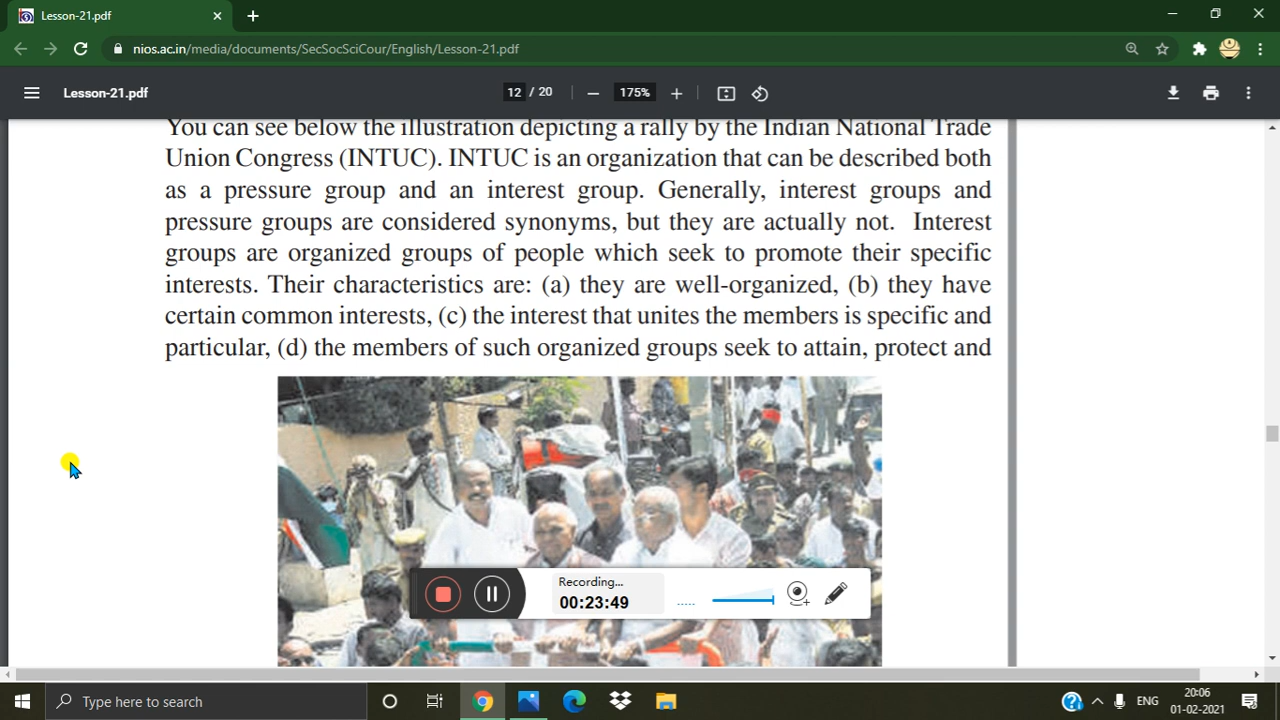 Lesson-21.pdf
nios.ac.in/media/documents/SecSocSciCour/English/Lesson-21.pdf
Lesson-21.pdf
12 / 20
175%
You can see below the illustration depicting a rally by the Indian National Trade
Union Congress (INTUC). INTUC is an organization that can be described both
as a pressure group and an interest group. Generally, interest groups and
pressure groups are considered synonyms, but they are actually not. Interest
groups are organized groups of people which seek to promote their specific
interests. Their characteristics are: (a) they are well-organized, (b) they have
certain common interests, (c) the interest that unites the members is specific and
particular, (d) the members of such organized groups seek to attain, protect and
Recording...
00:23:49
Type here to search
ENG
20:06
01-02-2021